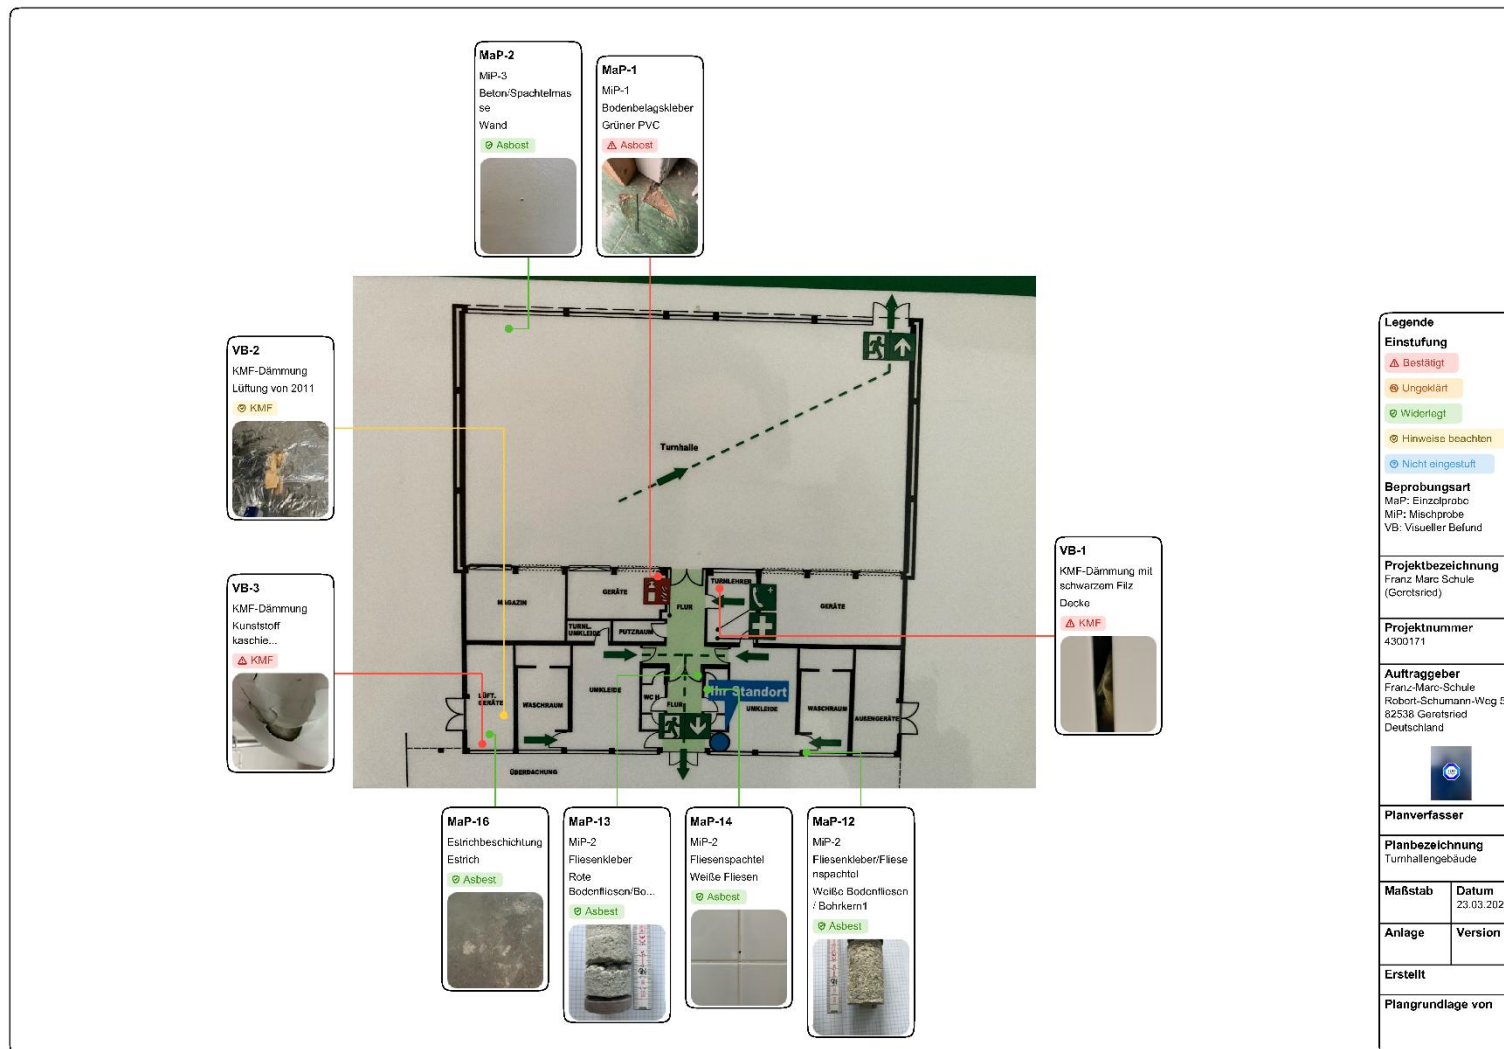 MaP-2
MiP-3
Beton/Spachtelmas
se
Wand
Asbest
MaP-1
MiP-1
Bodenbelagskleber
Grüner PVC
Asbest
VB-2
KMF-Dämmung
Lüftung von 2011
KMF
VB-3
KMF-Dämmung
Kunststoff
kaschie...
KMF
Turnhalle
MAGAZIN
GERÄTE
TURNL.
UMKLEIDE
PUTZRAUM
FLUR
TURNLEHRER
GERÄTE
LÜFT.
GERÄTE
WASCHRAUM
UMKLEIDE
WC H
FLUR
Ihr Standort
UMKLEIDE
WASCHRAUM
AUßENGERÄTE
ÜBERDACHUNG
VB-1
KMF-Dämmung mit
schwarzem Filz
Decke
KMF
MaP-16
Estrichbeschichtung
Estrich
Asbest
MaP-13
MiP-2
Fliesenkleber
Rote
Bodenfliesen/Bo...
Asbest
MaP-14
MiP-2
Fliesenspachtel
Weiße Fliesen
Asbest
MaP-12
MiP-2
Fliesenkleber/Fliese
nspachtel
Weiße Bodenfliesen
/ Bohrkern1
Asbest
Legende
Einstufung
Bestätigt
Ungeklärt
Widerlegt
Hinweise beachten
Nicht eingestuft
Beprobungsart
MaP: Einzelprobe
MiP: Mischprobe
VB: Visueller Befund
Projektbezeichnung
Franz Marc Schule
(Geretsried)
Projektnummer
4300171
Auftraggeber
Franz-Marc-Schule
Robert-Schumann-Weg 5
82538 Geretsried
Deutschland
Planverfasser
Planbezeichnung
Turnhallengebäude
Maßstab
Datum
23.03.202
Anlage
Version
Erstellt
Plangrundlage von